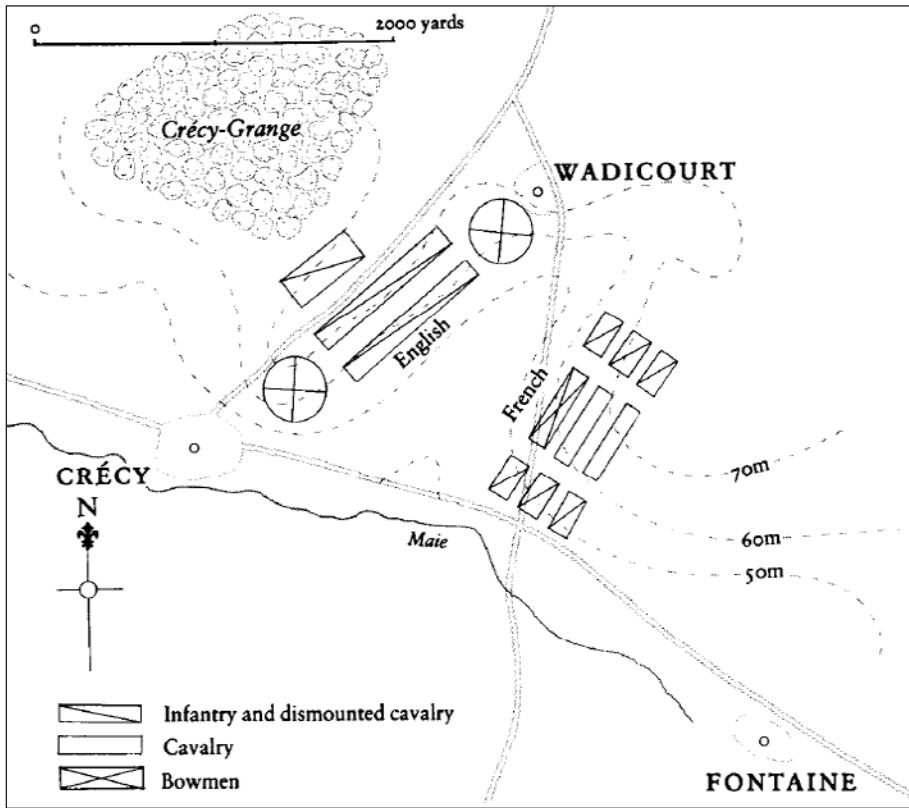 0 2000 yards
Crécy-Grange
WADICOURT
English
French
CRÉCY
N
Maie
70m
60m
50m
Infantry and dismounted cavalry
Cavalry
Bowmen
FONTAINE